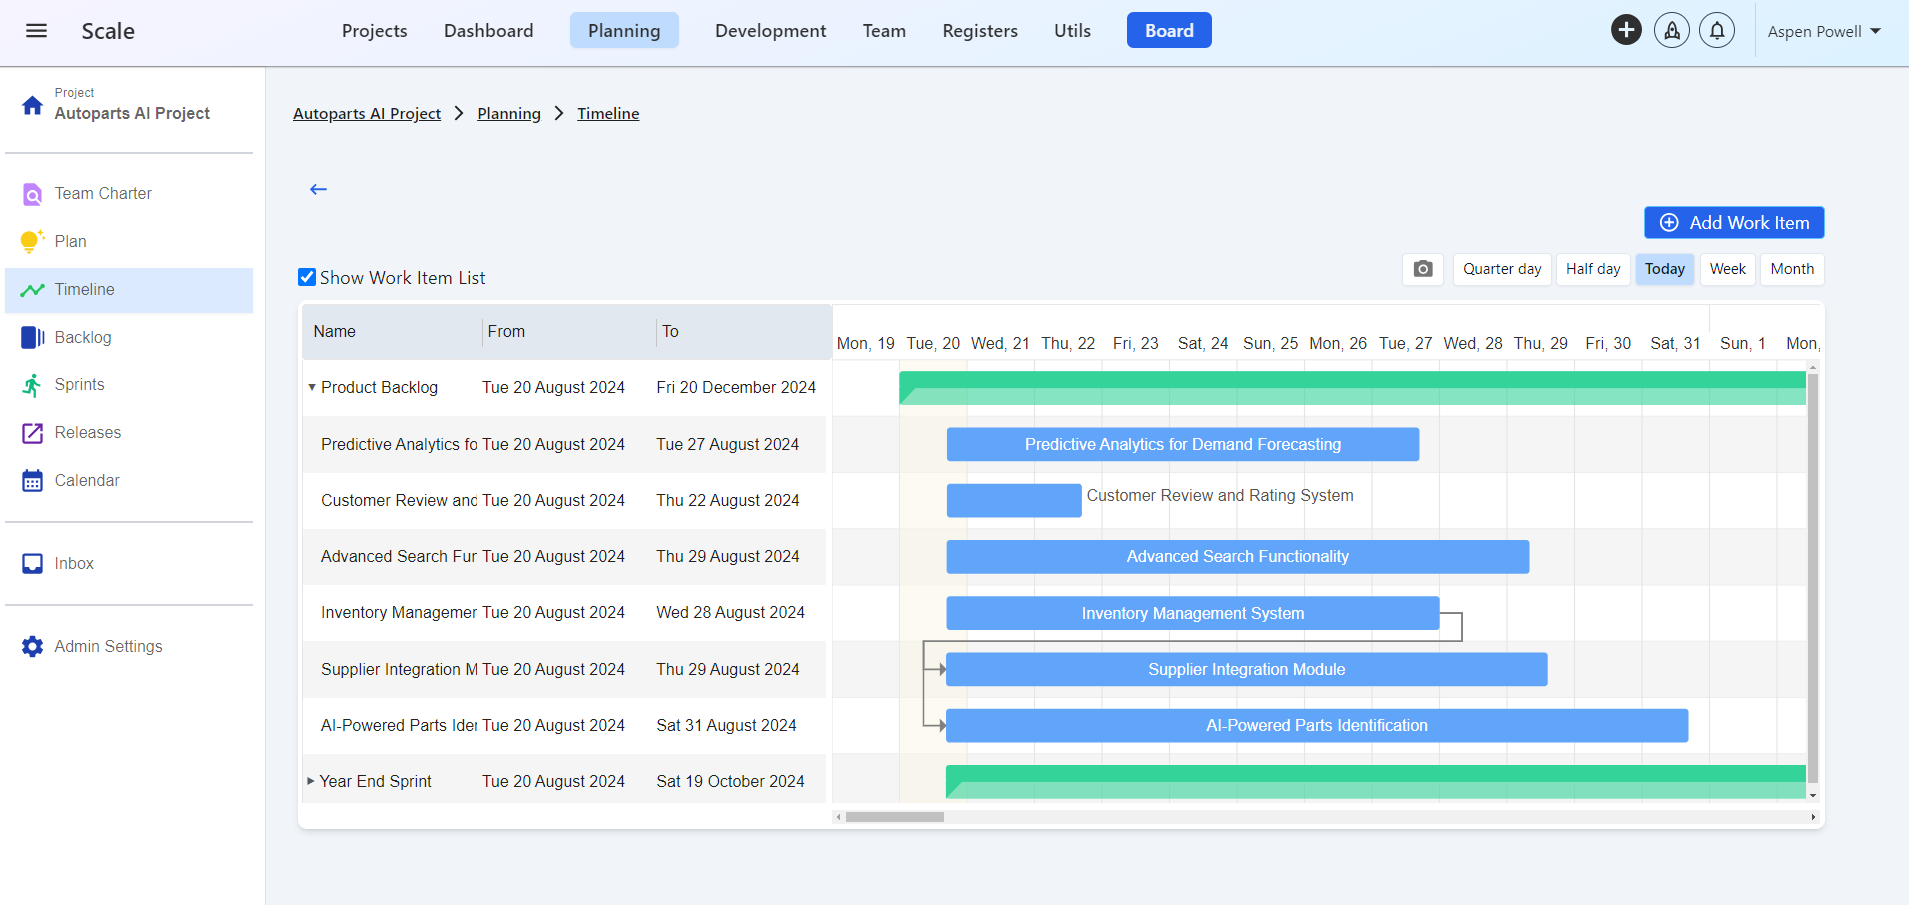 Scale
Projects
Dashboard
Planning
Development
Team
Registers
Utils
Board
Aspen Powell
Project
Autoparts AI Project
Team Charter
Plan
Timeline
Backlog
Sprints
Releases
Calendar
Inbox
Admin Settings
Autoparts AI Project > Planning > Timeline
Add Work Item
Show Work Item List
Quarter day
Half day
Today
Week
Month
Name From To
Mon, 19 Tue, 20 Wed, 21 Thu, 22 Fri, 23 Sat, 24 Sun, 25 Mon, 26 Tue, 27 Wed, 28 Thu, 29 Fri, 30 Sat, 31 Sun, 1 Mon,
Product Backlog Tue 20 August 2024 Fri 20 December 2024
Predictive Analytics fo Tue 20 August 2024 Tue 27 August 2024 Predictive Analytics for Demand Forecasting
Customer Review and Tue 20 August 2024 Thu 22 August 2024 Customer Review and Rating System
Advanced Search Fur Tue 20 August 2024 Thu 29 August 2024 Advanced Search Functionality
Inventory Managemer Tue 20 August 2024 Wed 28 August 2024 Inventory Management System
Supplier Integration M Tue 20 August 2024 Thu 29 August 2024 Supplier Integration Module
AI-Powered Parts Ider Tue 20 August 2024 Sat 31 August 2024 AI-Powered Parts Identification
Year End Sprint Tue 20 August 2024 Sat 19 October 2024